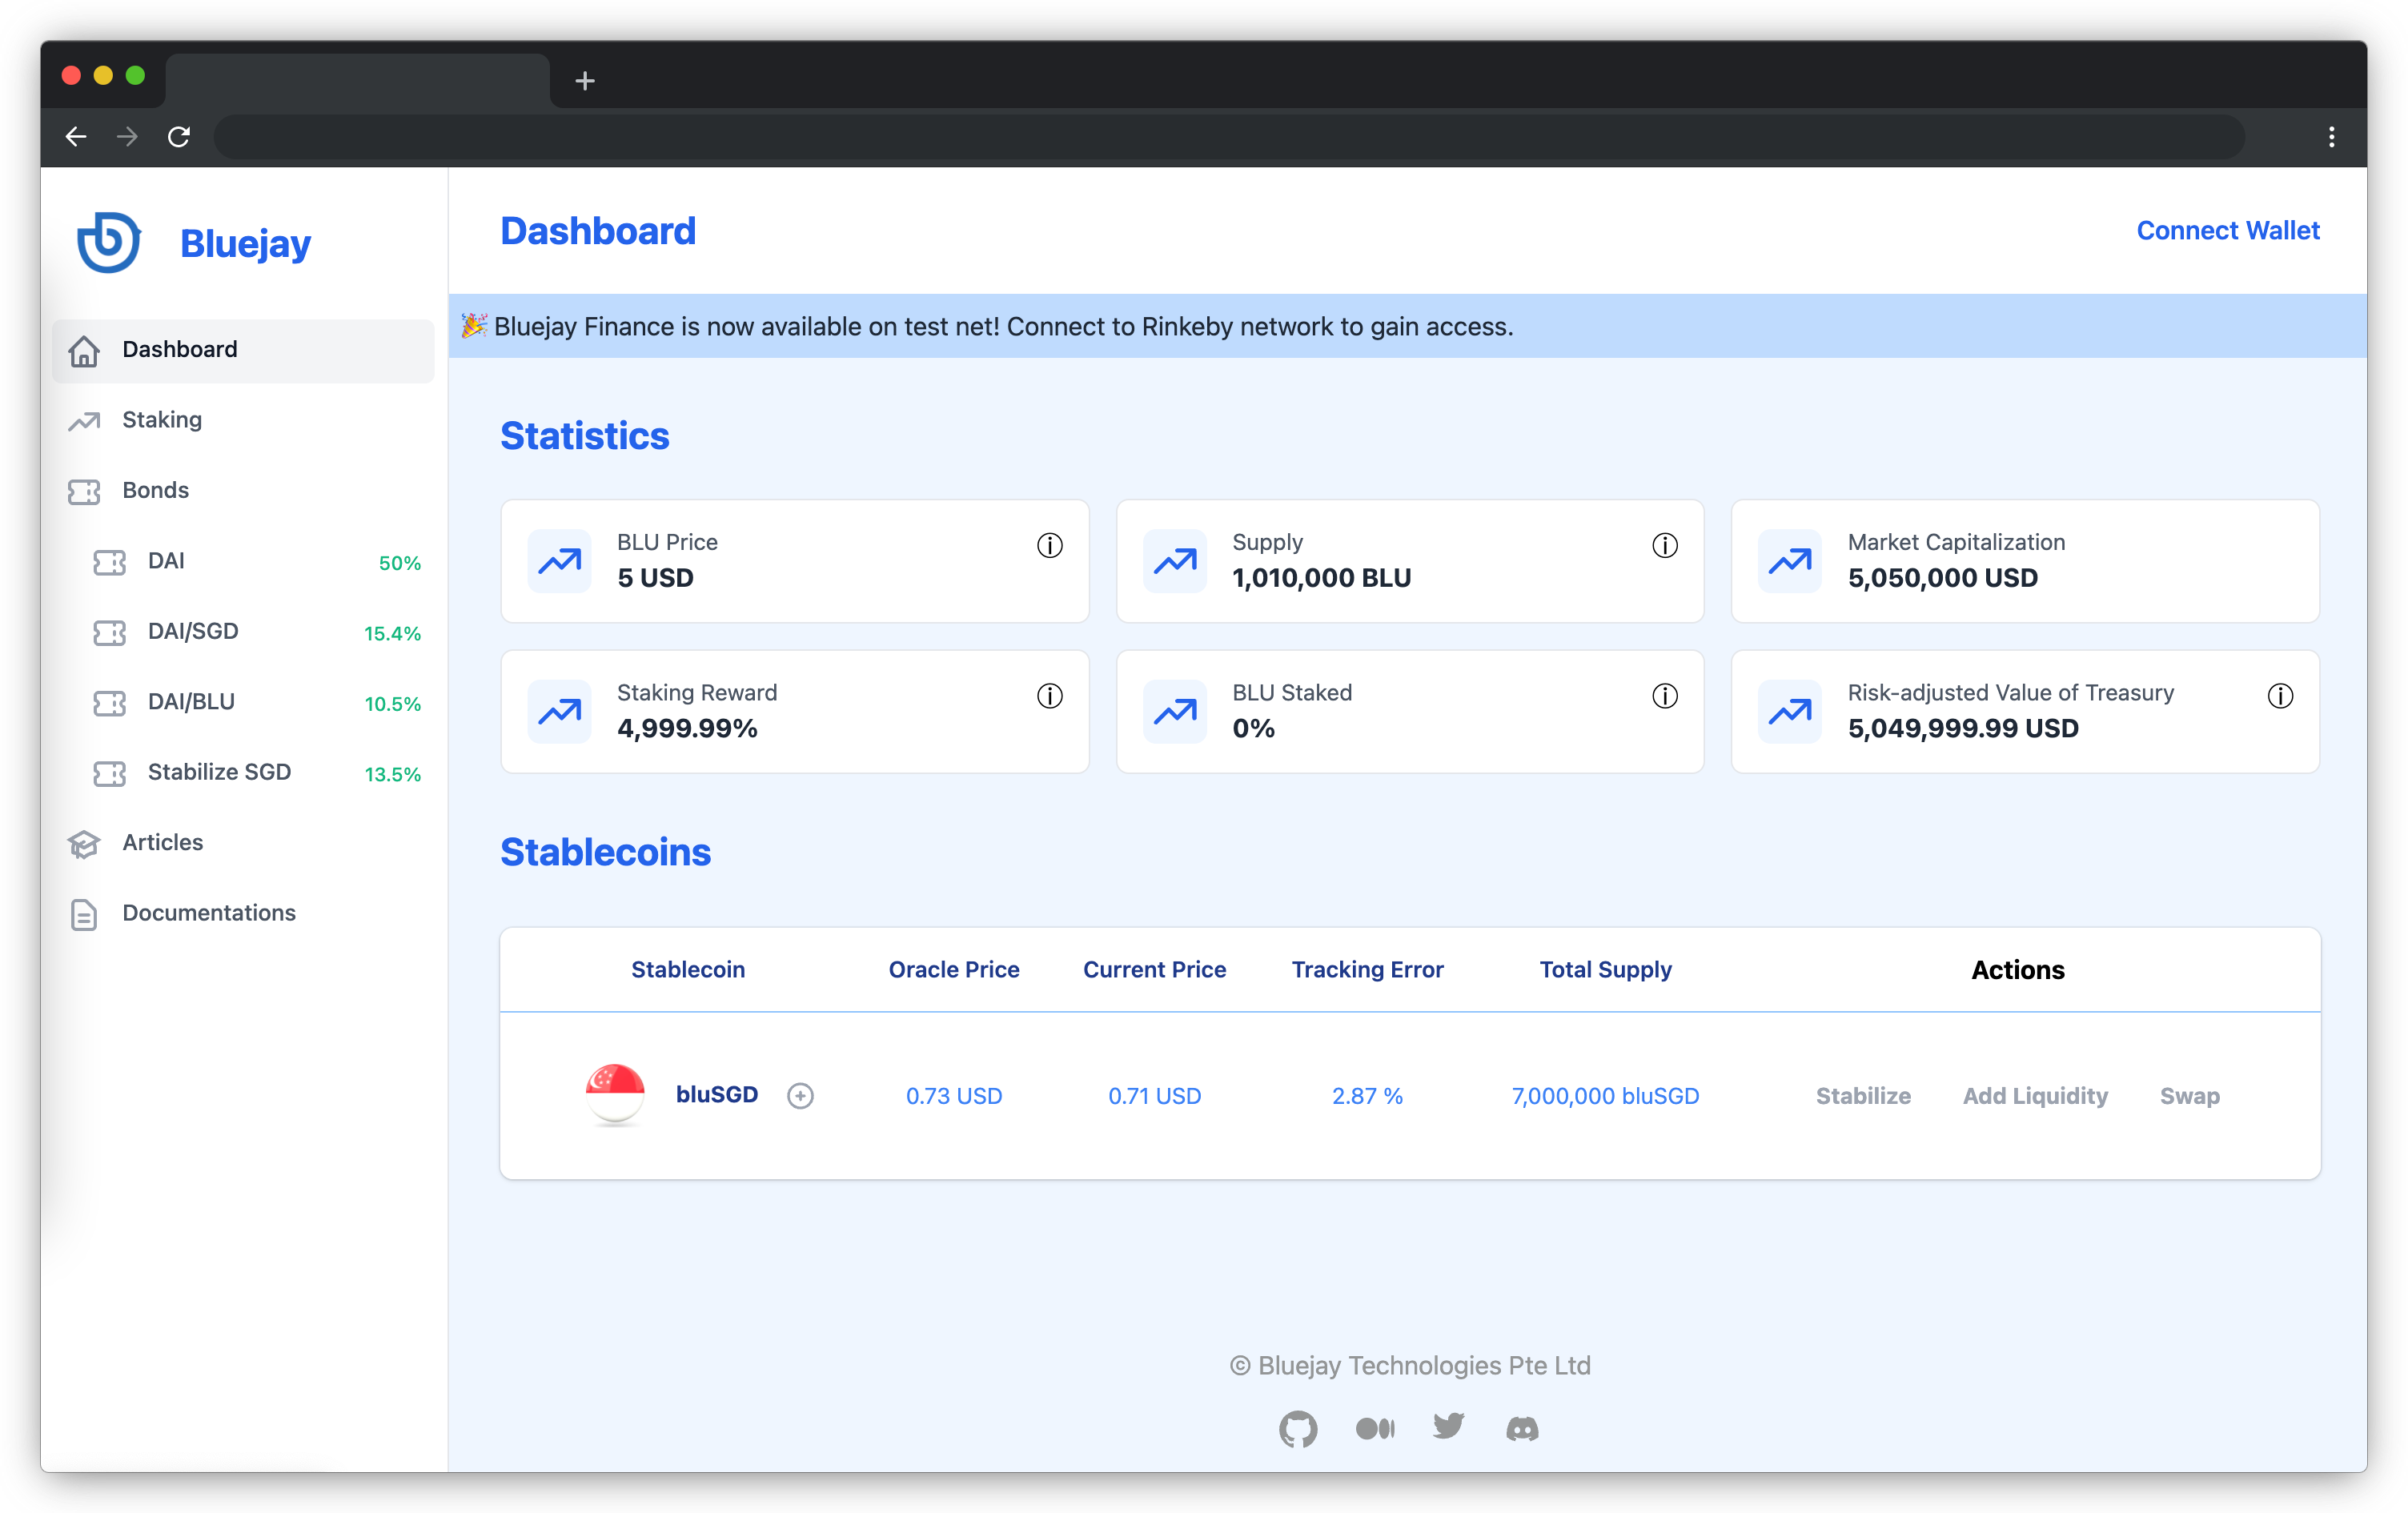 Bluejay
Dashboard
Staking
Bonds
DAI 50%
DAI/SGD 15.4%
DAI/BLU 10.5%
Stabilize SGD 13.5%
Articles
Documentations
Dashboard
Connect Wallet
🎉 Bluejay Finance is now available on test net! Connect to Rinkeby network to gain access.
Statistics
BLU Price
5 USD
Supply
1,010,000 BLU
Market Capitalization
5,050,000 USD
Staking Reward
4,999.99%
BLU Staked
0%
Risk-adjusted Value of Treasury
5,049,999.99 USD
Stablecoins
Stablecoin Oracle Price Current Price Tracking Error Total Supply Actions
bluSGD 0.73 USD 0.71 USD 2.87 % 7,000,000 bluSGD Stabilize Add Liquidity Swap
© Bluejay Technologies Pte Ltd